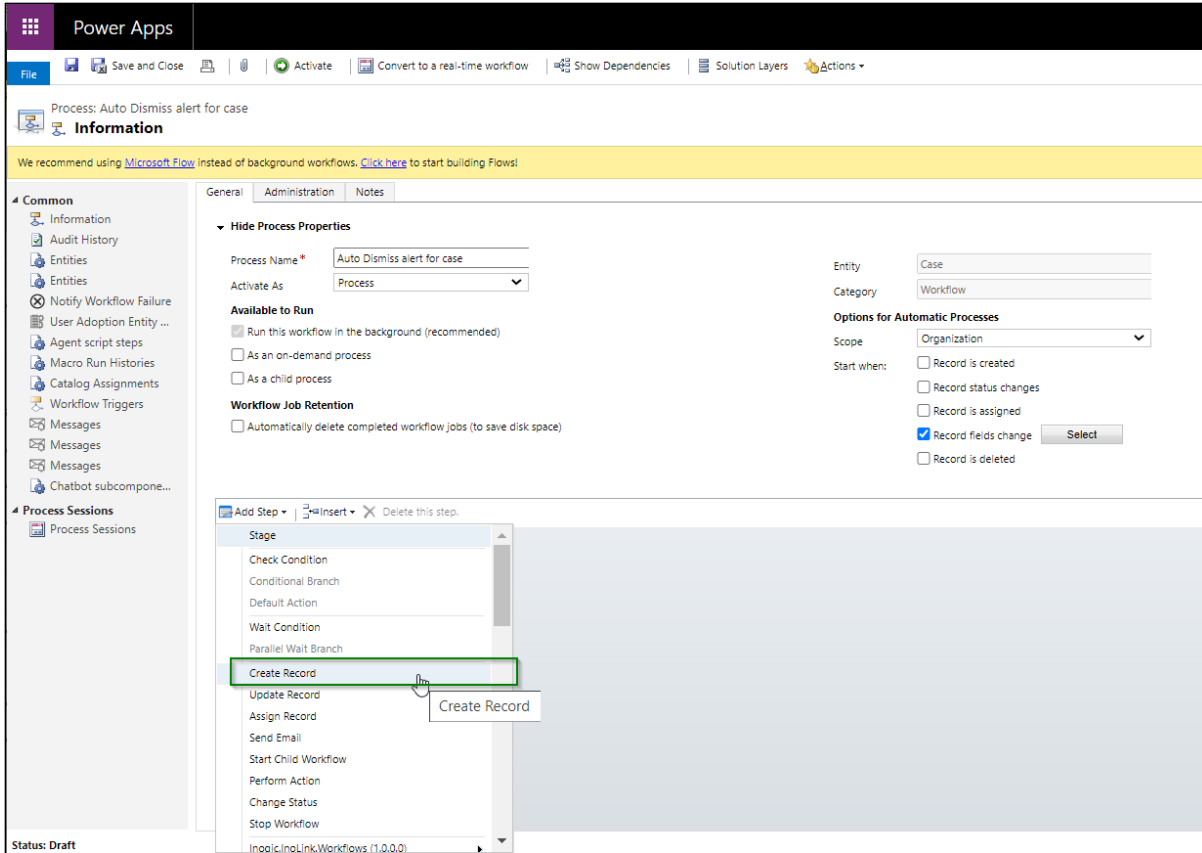 Power Apps
File Save and Close Activate Convert to a real-time workflow Show Dependencies Solution Layers Actions
Process: Auto Dismiss alert for case
Information
We recommend using Microsoft Flow instead of background workflows. Click here to start building Flows!
Common
Information
Audit History
Entities
Entities
Notify Workflow Failure
User Adoption Entity ...
Agent script steps
Macro Run Histories
Catalog Assignments
Workflow Triggers
Messages
Messages
Messages
Chatbot subcompone...
Process Sessions
Process Sessions
General Administration Notes
Hide Process Properties
Process Name* Auto Dismiss alert for case
Activate As Process
Available to Run
Run this workflow in the background (recommended)
As an on-demand process
As a child process
Workflow Job Retention
Automatically delete completed workflow jobs (to save disk space)
Entity Case
Category Workflow
Options for Automatic Processes
Scope Organization
Start when: Record is created
Record status changes
Record is assigned
Record fields change Select
Record is deleted
Add Step Insert Delete this step.
Stage
Check Condition
Conditional Branch
Default Action
Wait Condition
Parallel Wait Branch
Create Record
Update Record
Create Record
Assign Record
Send Email
Start Child Workflow
Perform Action
Change Status
Stop Workflow
Inogic.InoLink.Workflows (1.0.0.0)
Status: Draft